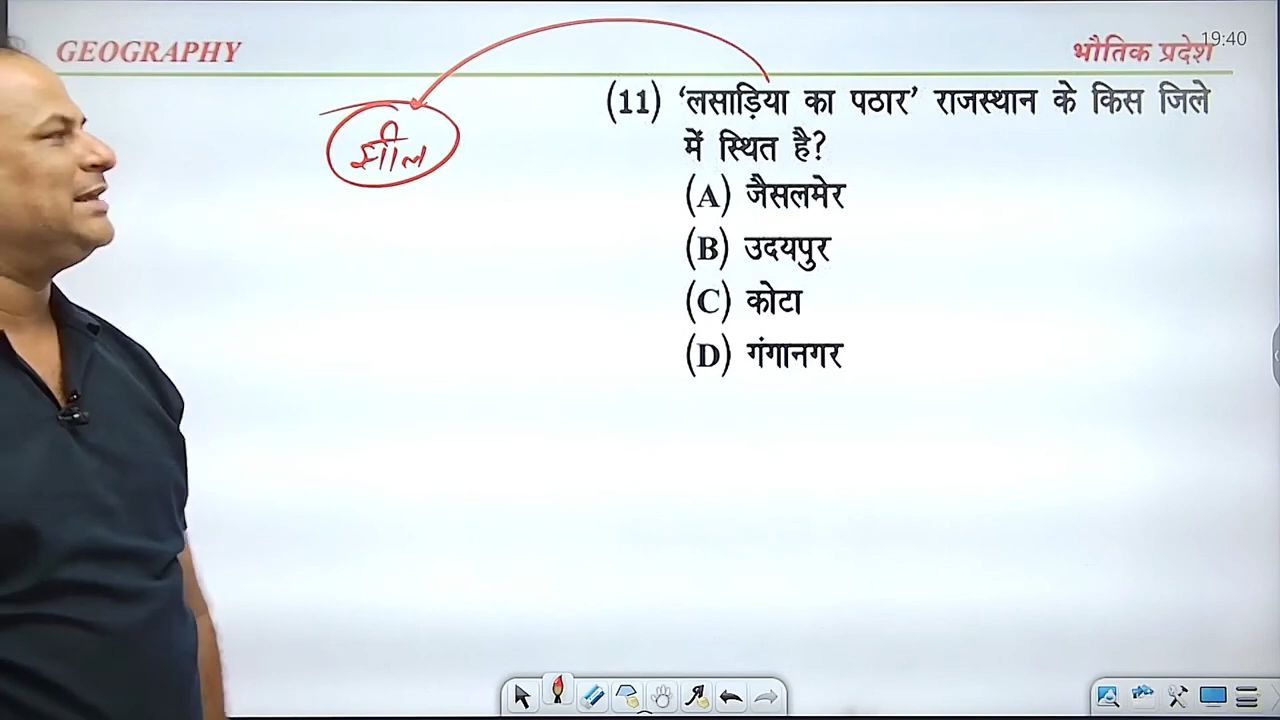 GEOGRAPHY
भौतिक प्रदेश
19:40
(11) ‘लसाड़िया का पठार’ राजस्थान के किस जिले
में स्थित है?
(A) जैसलमेर
(B) उदयपुर
(C) कोटा
(D) गंगानगर
झील